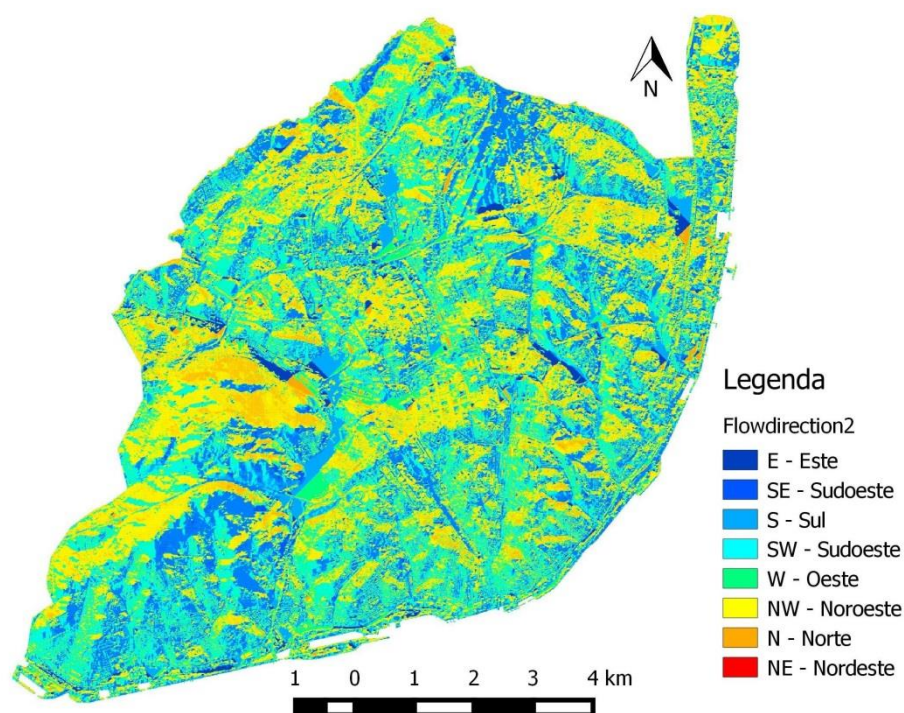 N
Legenda
Flowdirection2
E - Este
SE - Sudoeste
S - Sul
SW - Sudoeste
W - Oeste
NW - Noroeste
N - Norte
NE - Nordeste
1 0 1 2 3 4 km